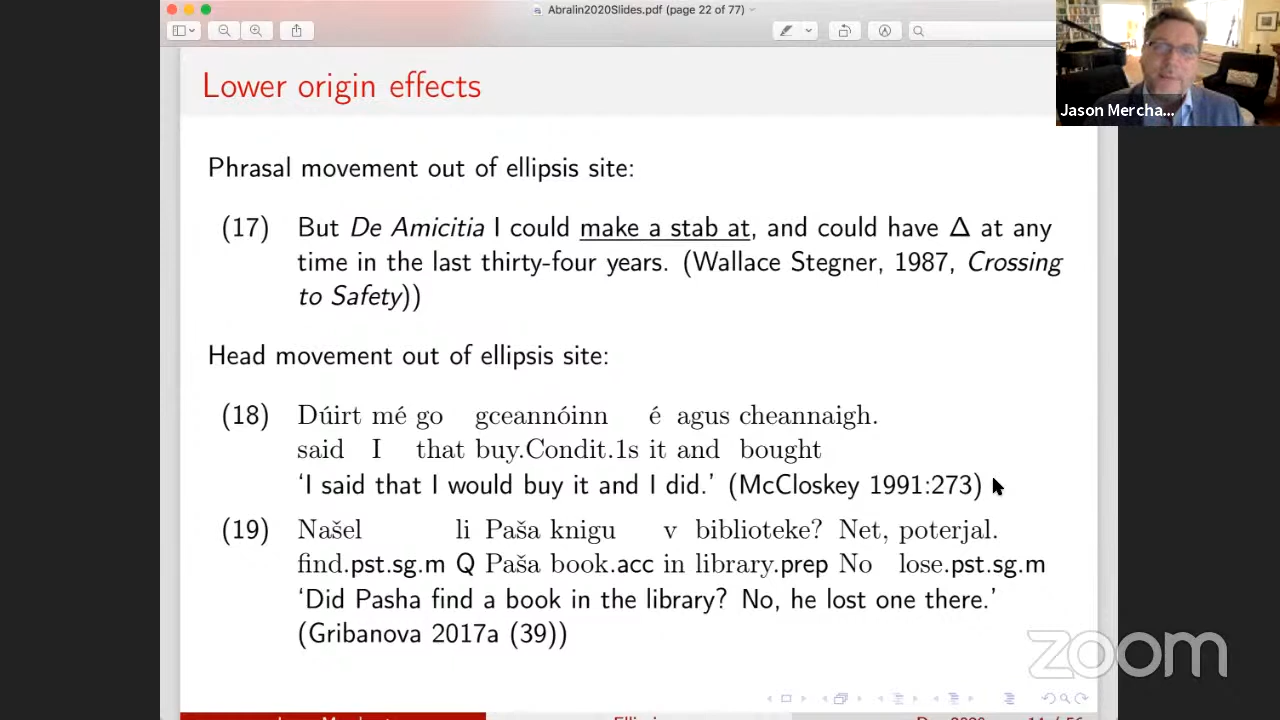 Abralin2020Slides.pdf (page 22 of 77)
Jason Mercha...
Lower origin effects
Phrasal movement out of ellipsis site:
(17) But De Amicitia I could make a stab at, and could have Δ at any
time in the last thirty-four years. (Wallace Stegner, 1987, Crossing
to Safety))
Head movement out of ellipsis site:
(18) Dúirt mé go gceannóinn é agus cheannaigh.
said I that buy.Condit.1s it and bought
‘I said that I would buy it and I did.’ (McCloskey 1991:273)
(19) Našel li Paša knigu v biblioteke? Net, poterjal.
find.pst.sg.m Q Paša book.acc in library.prep No lose.pst.sg.m
‘Did Pasha find a book in the library? No, he lost one there.’
(Gribanova 2017a (39))
zoom